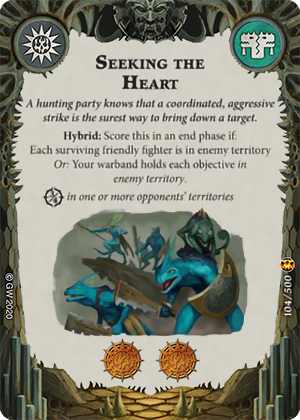 Seeking the
Heart
A hunting party knows that a coordinated, aggressive
strike is the surest way to bring down a target.
Hybrid: Score this in an end phase if:
Each surviving friendly fighter is in enemy territory
Or: Your warband holds each objective in
enemy territory.
in one or more opponents' territories
© GW 2020
104/500